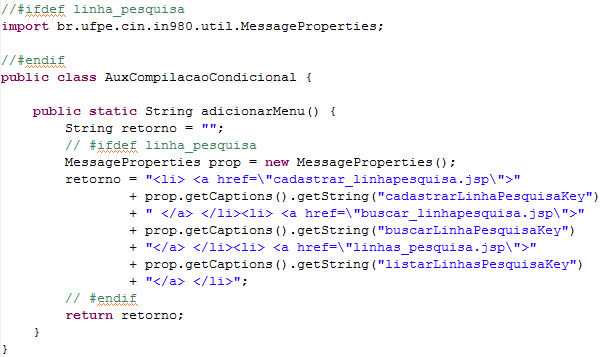 //#ifdef linha_pesquisa
import br.ufpe.cin.in980.util.MessageProperties;
//#endif
public class AuxCompilacaoCondicional {
public static String adicionarMenu() {
String retorno = "";
// #ifdef linha_pesquisa
MessageProperties prop = new MessageProperties();
retorno = "<li> <a href=\"cadastrar_linhapesquisa.jsp\">"
+ prop.getCaptions().getString("cadastrarLinhaPesquisaKey")
+ " </a> </li><li> <a href=\"buscar_linhapesquisa.jsp\">"
+ prop.getCaptions().getString("buscarLinhaPesquisaKey")
+ "</a> </li><li> <a href=\"linhas_pesquisa.jsp\">"
+ prop.getCaptions().getString("listarLinhasPesquisaKey")
+ "</a> </li>";
// #endif
return retorno;
}
}